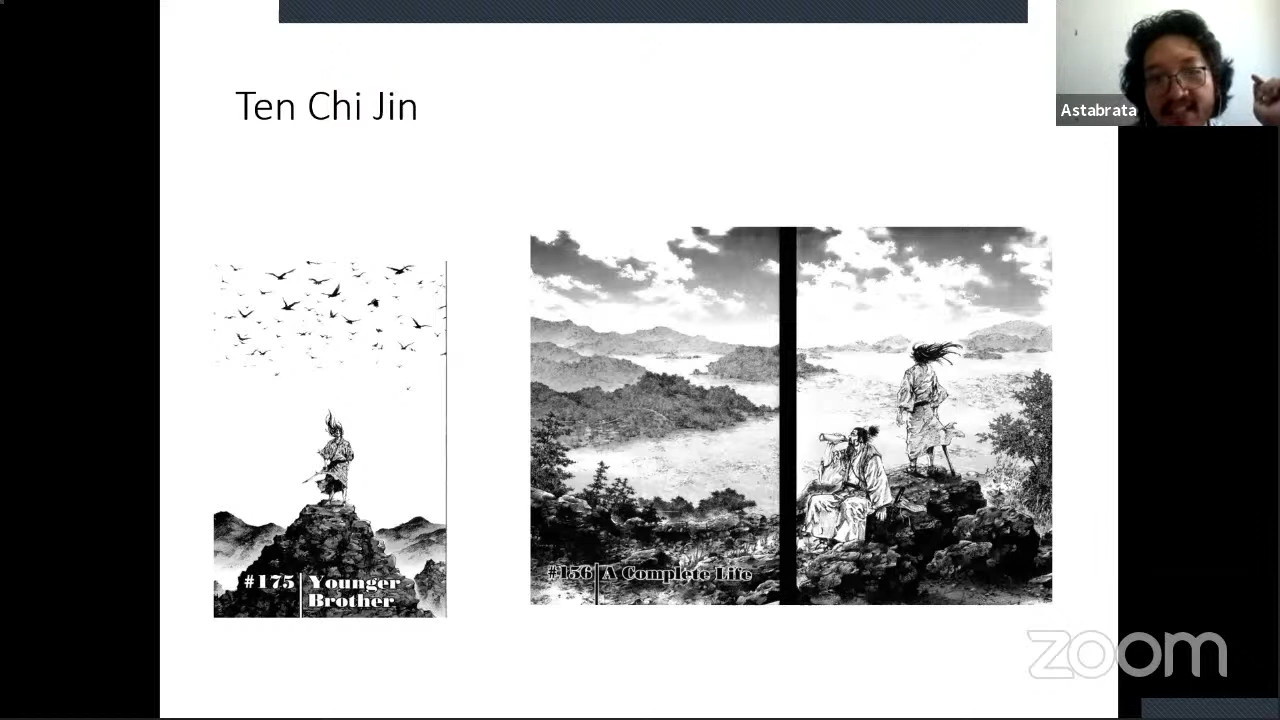 Ten Chi Jin
Astabrata
#175 Younger
Brother
#156 A Complete Life
zoom